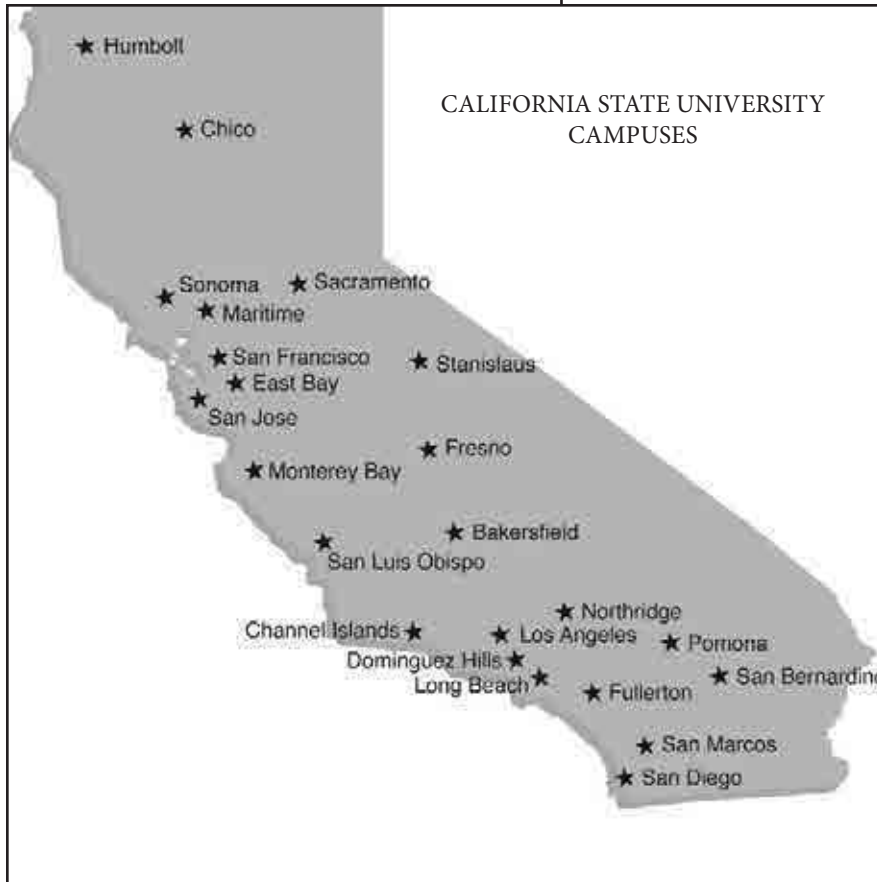 CALIFORNIA STATE UNIVERSITY
CAMPUSES
Humbolt
Chico
Sonoma
Sacramento
Maritime
San Francisco
Stanislaus
East Bay
San Jose
Fresno
Monterey Bay
Bakersfield
San Luis Obispo
Northridge
Channel Islands
Los Angeles
Pomona
Dominguez Hills
Long Beach
San Bernardino
Fullerton
San Marcos
San Diego